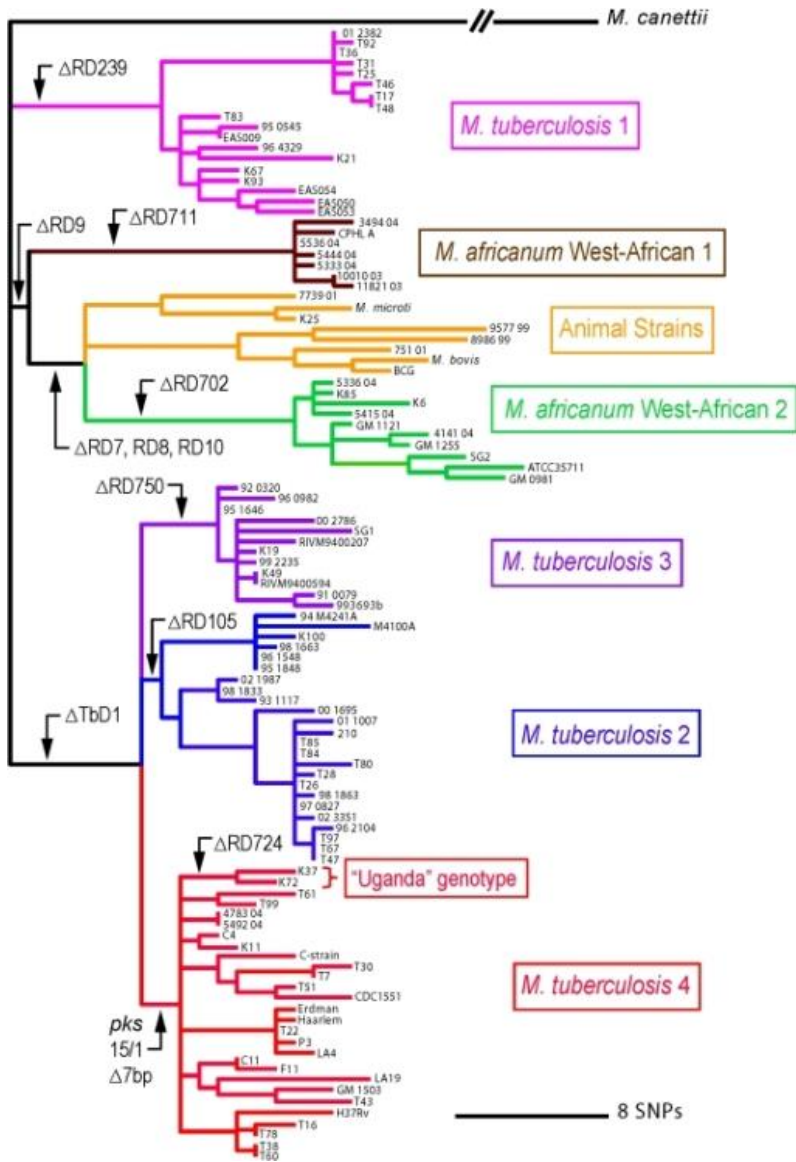 M. canettii
01 2382
T92
T36
T31
T25
T46
T17
T48
ΔRD239
M. tuberculosis 1
T83
95 0545
EAS009
96 4329
K21
K67
K93
EAS054
EAS050
EAS053
ΔRD9
ΔRD711
3494 04
CPHL A
5536 04
5444 04
5333 04
10010 03
11821 03
M. africanum West-African 1
7739 01
M. microti
K25
9577 99
8986 99
751 01
M. bovis
BCG
Animal Strains
ΔRD702
5336 04
K85
K6
5415 04
GM 1121
4141 04
GM 1255
SG2
ATCC35711
GM 0981
M. africanum West-African 2
ΔRD7, RD8, RD10
ΔRD750
92 0320
96 0982
95 1646
00 2786
SG1
RIVM9400207
K19
99 2235
K49
RIVM9400594
91 0079
993693b
M. tuberculosis 3
ΔRD105
94 M4241A
M4100A
K100
98 1663
96 1548
95 1848
02 1987
98 1833
93 1117
00 1695
01 1007
210
T85
T84
T80
T28
T26
98 1863
97 0827
02 3351
96 2104
T97
T67
T47
M. tuberculosis 2
ΔTbD1
ΔRD724
K37
K72
"Uganda" genotype
T61
T99
4783 04
5492 04
C4
K11
C-strain
T30
T7
T51
CDC1551
M. tuberculosis 4
pks
15/1
Δ7bp
Erdman
Haarlem
T22
P3
LA4
C11
F11
LA19
GM 1503
T43
H37Rv
T16
T78
T38
T60
8 SNPs